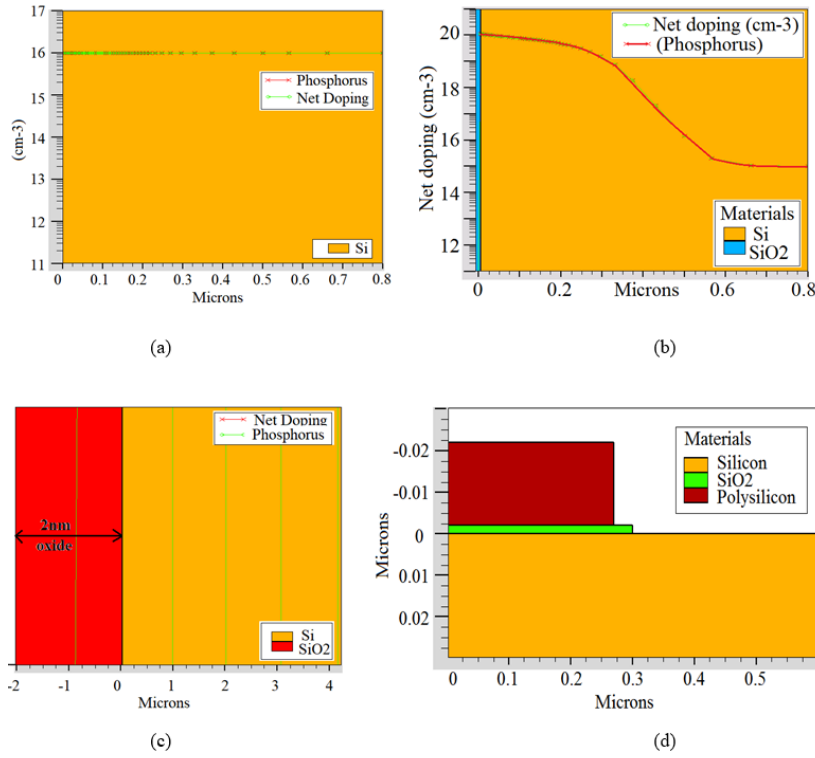 17
16
15
14
13
12
11
(cm-3)
Phosphorus
Net Doping
Si
0 0.1 0.2 0.3 0.4 0.5 0.6 0.7 0.8
Microns
(a)
20
18
16
14
12
Net doping (cm-3)
Net doping (cm-3)
(Phosphorus)
Materials
Si
SiO2
0 0.2 0.6 0.8
Microns
(b)
Net Doping
Phosphorus
2nm
oxide
Si
SiO2
-2 -1 0 1 2 3 4
Microns
(c)
-0.02
-0.01
0
0.01
0.02
Microns
Materials
Silicon
SiO2
Polysilicon
0 0.1 0.2 0.3 0.4 0.5
Microns
(d)